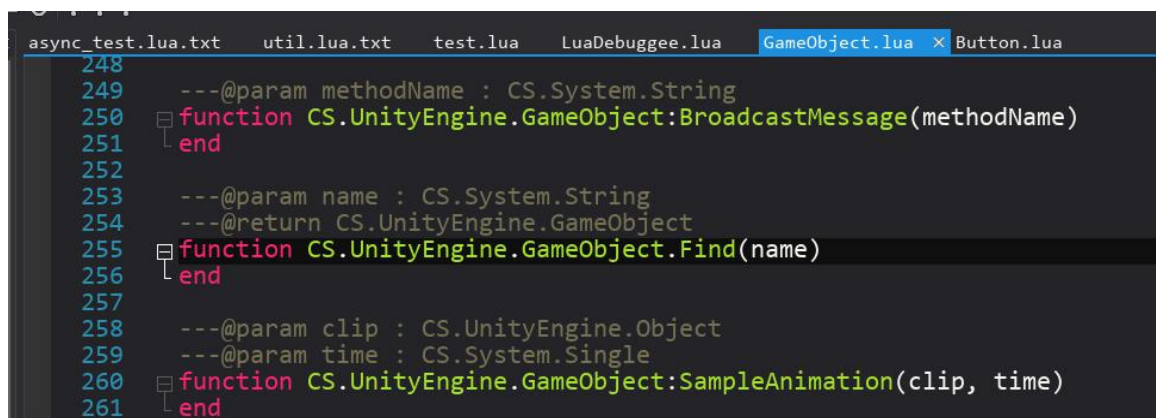 async_test.lua.txt util.lua.txt test.lua LuaDebuggee.lua GameObject.lua × Button.lua
248
249 ---@param methodName : CS.System.String
250 function CS.UnityEngine.GameObject:BroadcastMessage(methodName)
251 end
252
253 ---@param name : CS.System.String
254 ---@return CS.UnityEngine.GameObject
255 function CS.UnityEngine.GameObject.Find(name)
256 end
257
258 ---@param clip : CS.UnityEngine.Object
259 ---@param time : CS.System.Single
260 function CS.UnityEngine.GameObject:SampleAnimation(clip, time)
261 end